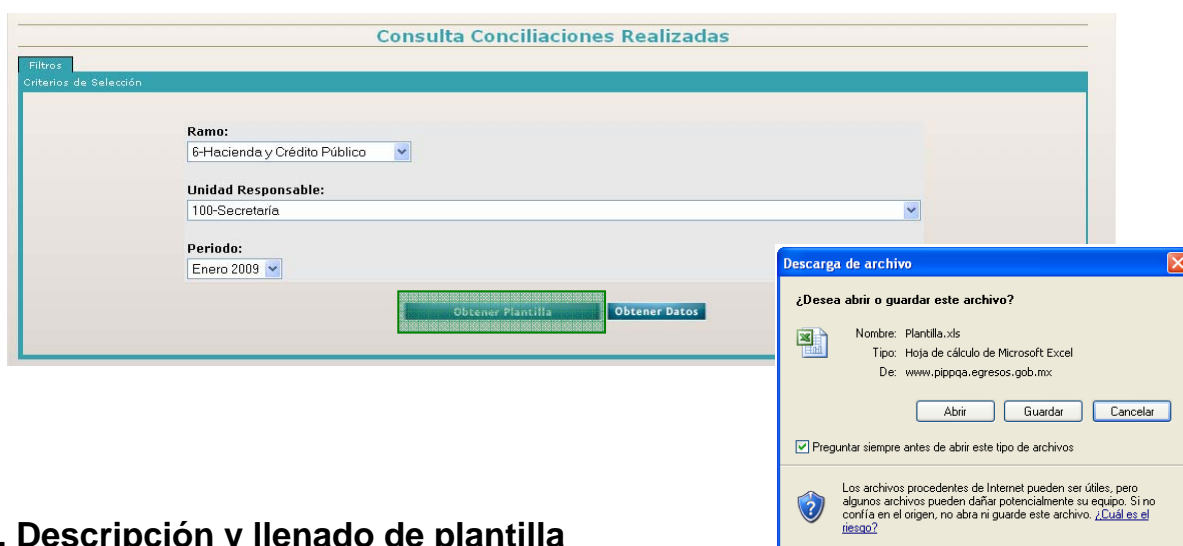 Consulta Conciliaciones Realizadas
Filtros
Criterios de Selección
Ramo:
6-Hacienda y Crédito Público
Unidad Responsable:
100-Secretaría
Periodo:
Enero 2009
Obtener Plantilla
Obtener Datos
Descarga de archivo
¿Desea abrir o guardar este archivo?
Nombre: Plantilla.xls
Tipo: Hoja de cálculo de Microsoft Excel
De: www.pippqa.egresos.gob.mx
Abrir Guardar Cancelar
Preguntar siempre antes de abrir este tipo de archivos
Los archivos procedentes de Internet pueden ser útiles, pero
algunos archivos pueden dañar potencialmente su equipo. Si no
confía en el origen, no abra ni guarde este archivo. ¿Cuál es el
riesgo?
. Descripción y llenado de plantilla